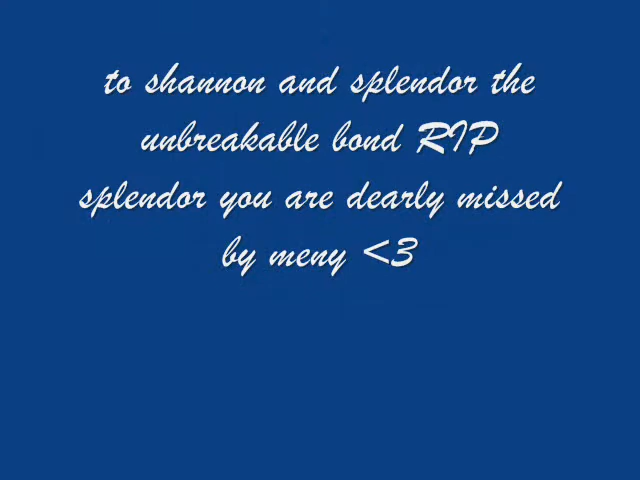 to shannon and splendor the
unbreakable bond RIP
splendor you are dearly missed
by meny <3